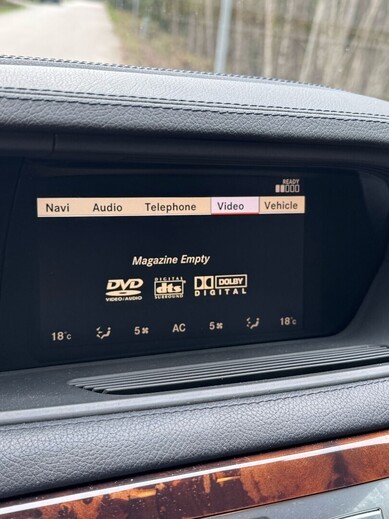 READY
Navi Audio Telephone Video Vehicle
Magazine Empty
DVD VIDEO/AUDIO
DIGITAL dts SURROUND
DOLBY DIGITAL
18°C 5 AC 5 18°C